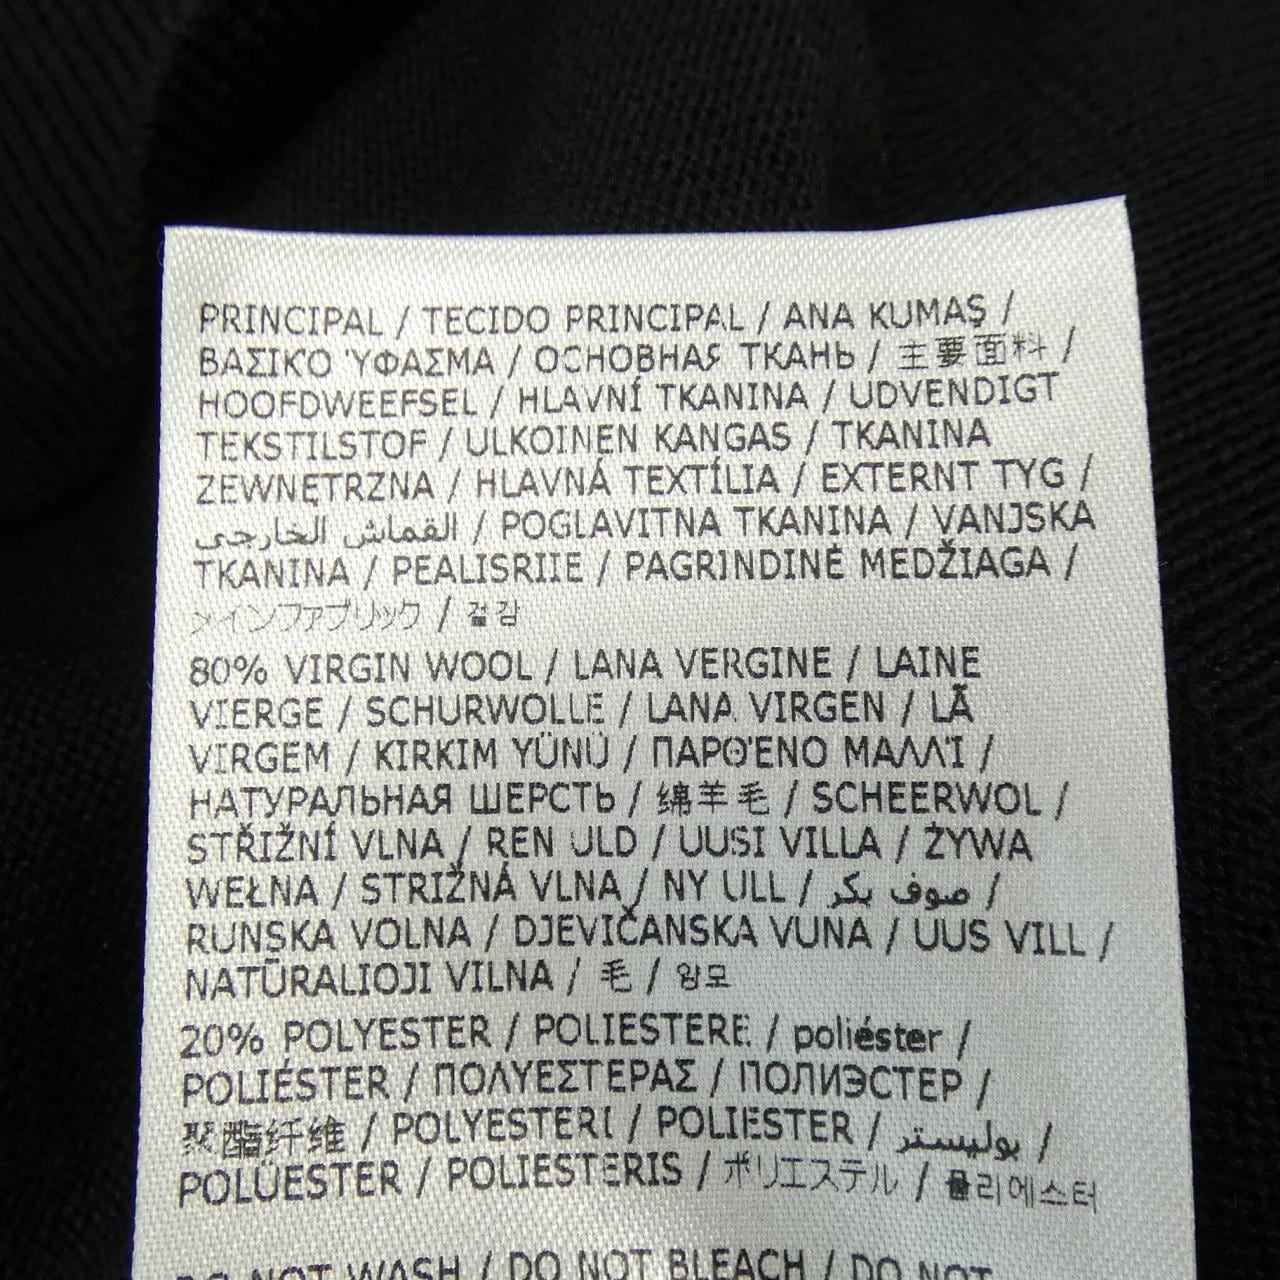 PRINCIPAL / TECIDO PRINCIPAL / ANA KUMAŞ /
ΒΑΣΙΚΌ ΎΦΑΣΜΑ / ОСНОВНАЯ ТКАНЬ / 主要面料 /
HOOFDWEEFSEL / HLAVNÍ TKANINA / UDVENDIGT
TEKSTILSTOF / ULKOINEN KANGAS / TKANINA
ZEWNĘTRZNA / HLAVNÁ TEXTÍLIA / EXTERNT TYG /
القماش الخارجي / POGLAVITNA TKANINA / VANJSKA
TKANINA / PEALISRIIE / PAGRINDINĖ MEDŽIAGA /
メインファブリック / 겉감
80% VIRGIN WOOL / LANA VERGINE / LAINE
VIERGE / SCHURWOLLE / LANA VIRGEN / LÃ
VIRGEM / KIRKIM YÜNÜ / ΠΑΡΘΈΝΟ ΜΑΛΛΊ /
НАТУРАЛЬНАЯ ШЕРСТЬ / 绵羊毛 / SCHEERWOL /
STŘIŽNÍ VLNA / REN ULD / UUSI VILLA / ŻYWA
WEŁNA / STRIŽNÁ VLNA / NY ULL / صوف بكر /
RUNSKA VOLNA / DJEVIČANSKA VUNA / UUS VILL /
NATŪRALIOJI VILNA / 毛 / 양모
20% POLYESTER / POLIESTERE / poliéster /
POLIÉSTER / ΠΟΛΥΕΣΤΕΡΑΣ / ПОЛИЭСТЕР /
聚酯纤维 / POLYESTERI / POLIESTER / بوليستر /
POLÜESTER / POLIESTERIS / ポリエステル / 폴리에스터
DO NOT WASH / DO NOT BLEACH / DO NOT